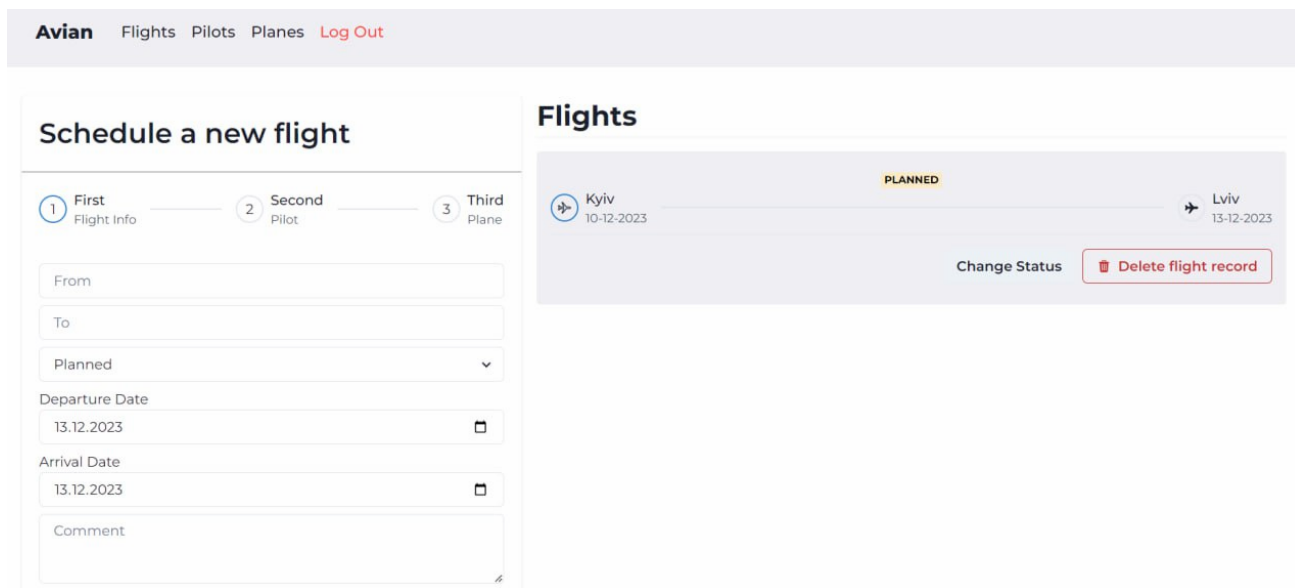 Avian Flights Pilots Planes Log Out
Schedule a new flight
1 First
Flight Info
2 Second
Pilot
3 Third
Plane
From
To
Planned
Departure Date
13.12.2023
Arrival Date
13.12.2023
Comment
Flights
PLANNED
Kyiv
10-12-2023
Lviv
13-12-2023
Change Status Delete flight record